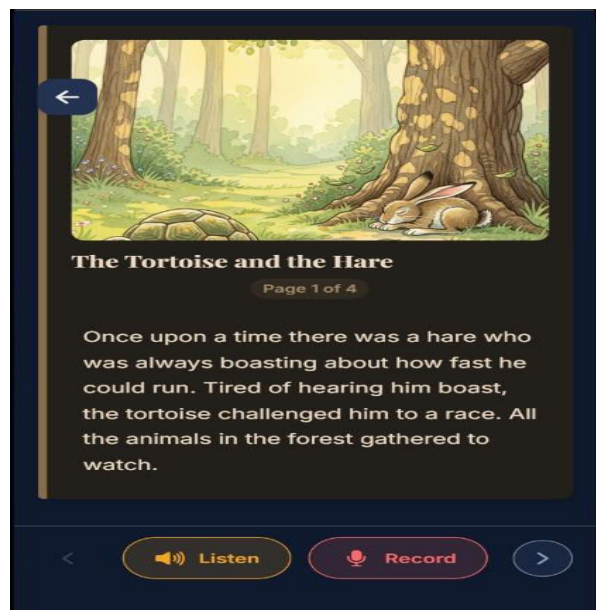 The Tortoise and the Hare
Page 1 of 4
Once upon a time there was a hare who
was always boasting about how fast he
could run. Tired of hearing him boast,
the tortoise challenged him to a race. All
the animals in the forest gathered to
watch.
Listen
Record